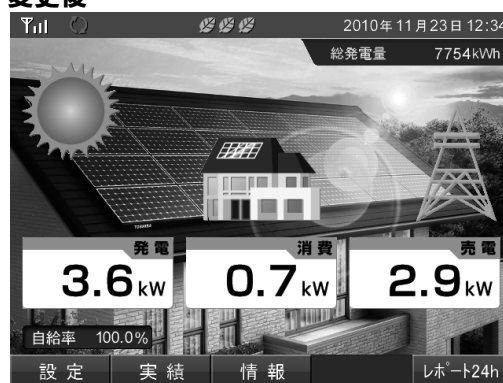 変更後
2010年11月23日 12:34
総発電量 7754kWh
発電 消費 売電
3.6kW 0.7kW 2.9kW
自給率 100.0%
設定 実績 情報 レポート24h